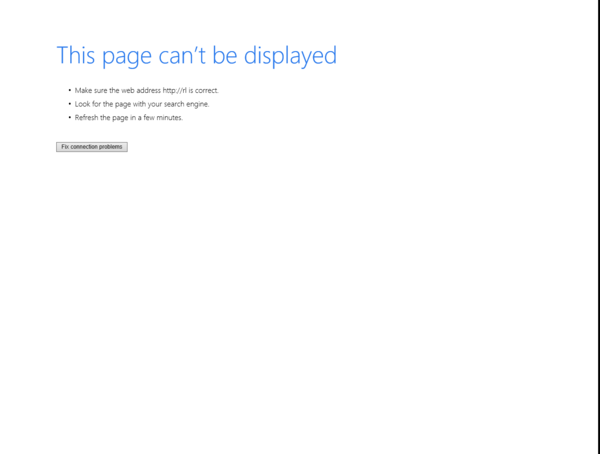 This page can't be displayed
• Make sure the web address http://rl is correct.
• Look for the page with your search engine.
• Refresh the page in a few minutes.
Fix connection problems